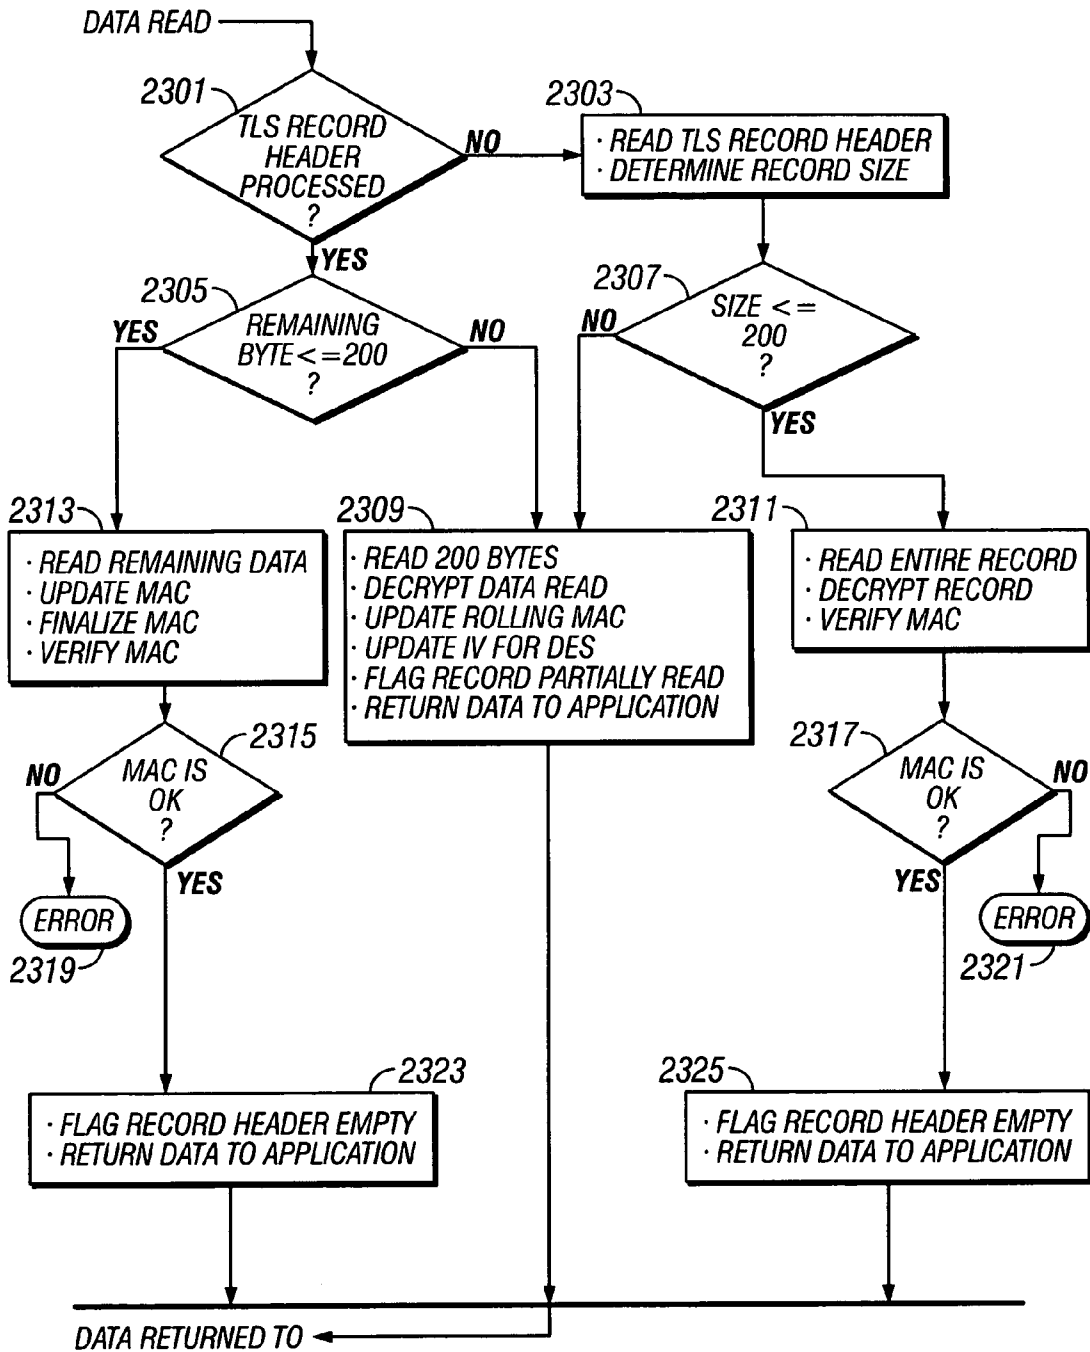 DATA READ
2301
TLS RECORD
HEADER
PROCESSED
?
NO
YES
2303
· READ TLS RECORD HEADER
· DETERMINE RECORD SIZE
2305
YES
REMAINING
BYTE<=200
?
NO
2307
NO
SIZE <=
200
?
YES
2313
· READ REMAINING DATA
· UPDATE MAC
· FINALIZE MAC
· VERIFY MAC
2309
· READ 200 BYTES
· DECRYPT DATA READ
· UPDATE ROLLING MAC
· UPDATE IV FOR DES
· FLAG RECORD PARTIALLY READ
· RETURN DATA TO APPLICATION
2311
· READ ENTIRE RECORD
· DECRYPT RECORD
· VERIFY MAC
2315
NO
MAC IS
OK
?
YES
ERROR
2319
2317
MAC IS
OK
?
NO
YES
ERROR
2321
2323
· FLAG RECORD HEADER EMPTY
· RETURN DATA TO APPLICATION
2325
· FLAG RECORD HEADER EMPTY
· RETURN DATA TO APPLICATION
DATA RETURNED TO